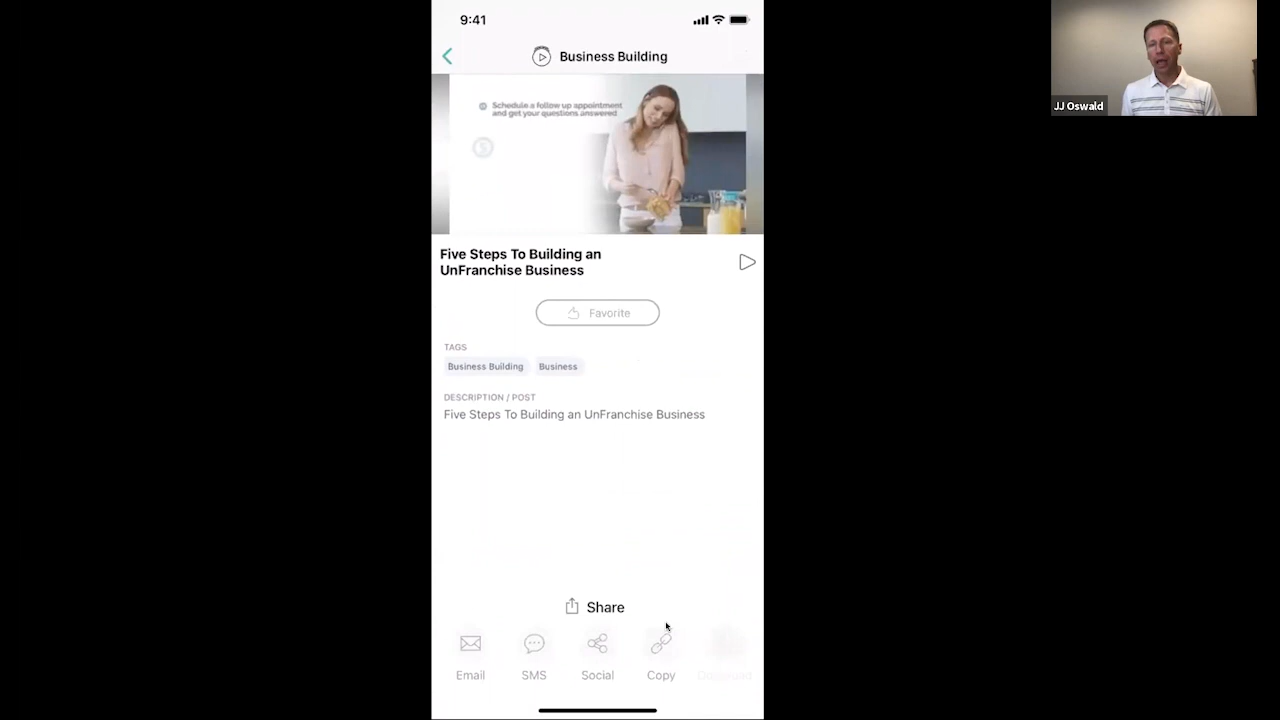 9:41
Business Building
Schedule a follow up appointment
and get your questions answered
Five Steps To Building an
UnFranchise Business
Favorite
TAGS
Business Building Business
DESCRIPTION / POST
Five Steps To Building an UnFranchise Business
Share
Email SMS Social Copy
JJ Oswald